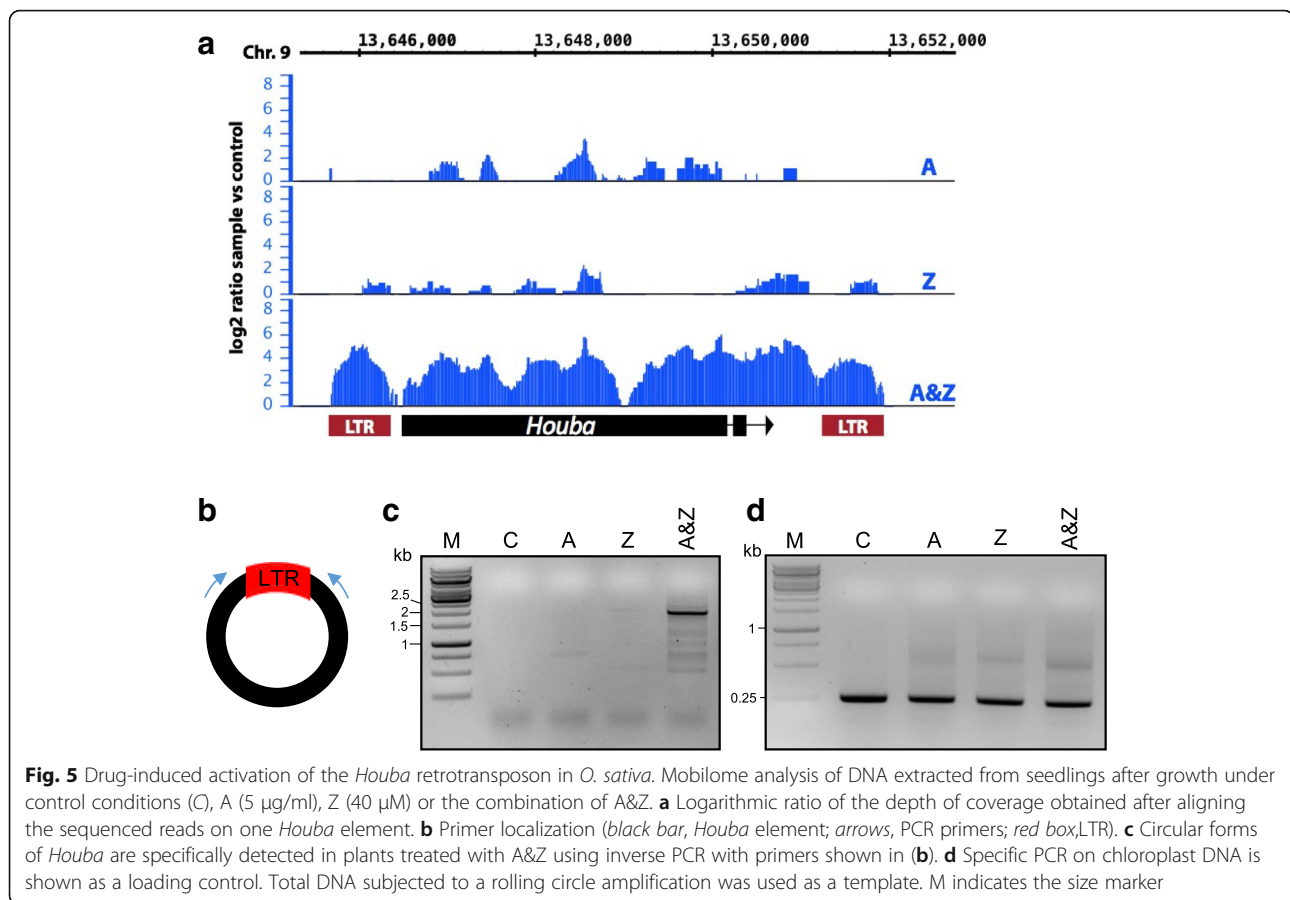 a
13,646,000 13,648,000 13,650,000 13,652,000
Chr. 9
log2 ratio sample vs control
8
6
4
2
0
A
8
6
4
2
0
Z
8
6
4
2
0
A&Z
LTR Houba LTR
b
LTR
c
kb
M C A Z A&Z
2.5
2
1.5
1
d
kb
M C A Z A&Z
1
0.25
Fig. 5 Drug-induced activation of the Houba retrotransposon in O. sativa. Mobilome analysis of DNA extracted from seedlings after growth under
control conditions (C), A (5 μg/ml), Z (40 μM) or the combination of A&Z. a Logarithmic ratio of the depth of coverage obtained after aligning
the sequenced reads on one Houba element. b Primer localization (black bar, Houba element; arrows, PCR primers; red box,LTR). c Circular forms
of Houba are specifically detected in plants treated with A&Z using inverse PCR with primers shown in (b). d Specific PCR on chloroplast DNA is
shown as a loading control. Total DNA subjected to a rolling circle amplification was used as a template. M indicates the size marker